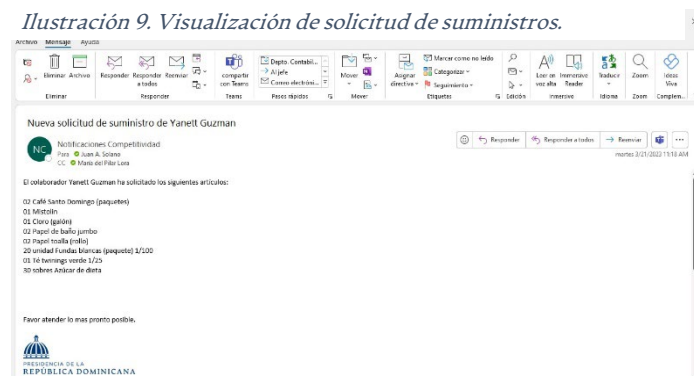 Ilustración 9. Visualización de solicitud de suministros.
Archivo Mensaje Ayuda
Eliminar Archivo Responder Responder a todos Reenviar compartir con Teams Depto. Contabil... Al jefe Correo electróni... Mover Asignar directiva Marcar como no leído Categorizar Seguimiento Leer en voz alta Immersive Reader Traducir Zoom Ideas Viva
Eliminar Responder Teams Pasos rápidos Mover Etiquetas Edición Inmersivo Idioma Zoom Complem...
Nueva solicitud de suministro de Yanett Guzman
NC Notificaciones Competitividad
Para Juan A. Solano
CC Maria del Pilar Lora
Responder Responder a todos Reenviar
martes 3/21/2023 11:13 AM
El colaborador Yanett Guzman ha solicitado los siguientes artículos:
02 Café Santo Domingo (paquetes)
01 Mistolin
01 Cloro (galón)
02 Papel de baño jumbo
02 Papel toalla (rollo)
20 unidad Fundas blancas (paquete) 1/100
01 Té twinings verde 1/25
30 sobres Azúcar de dieta
Favor atender lo mas pronto posible.
PRESIDENCIA DE LA
REPÚBLICA DOMINICANA